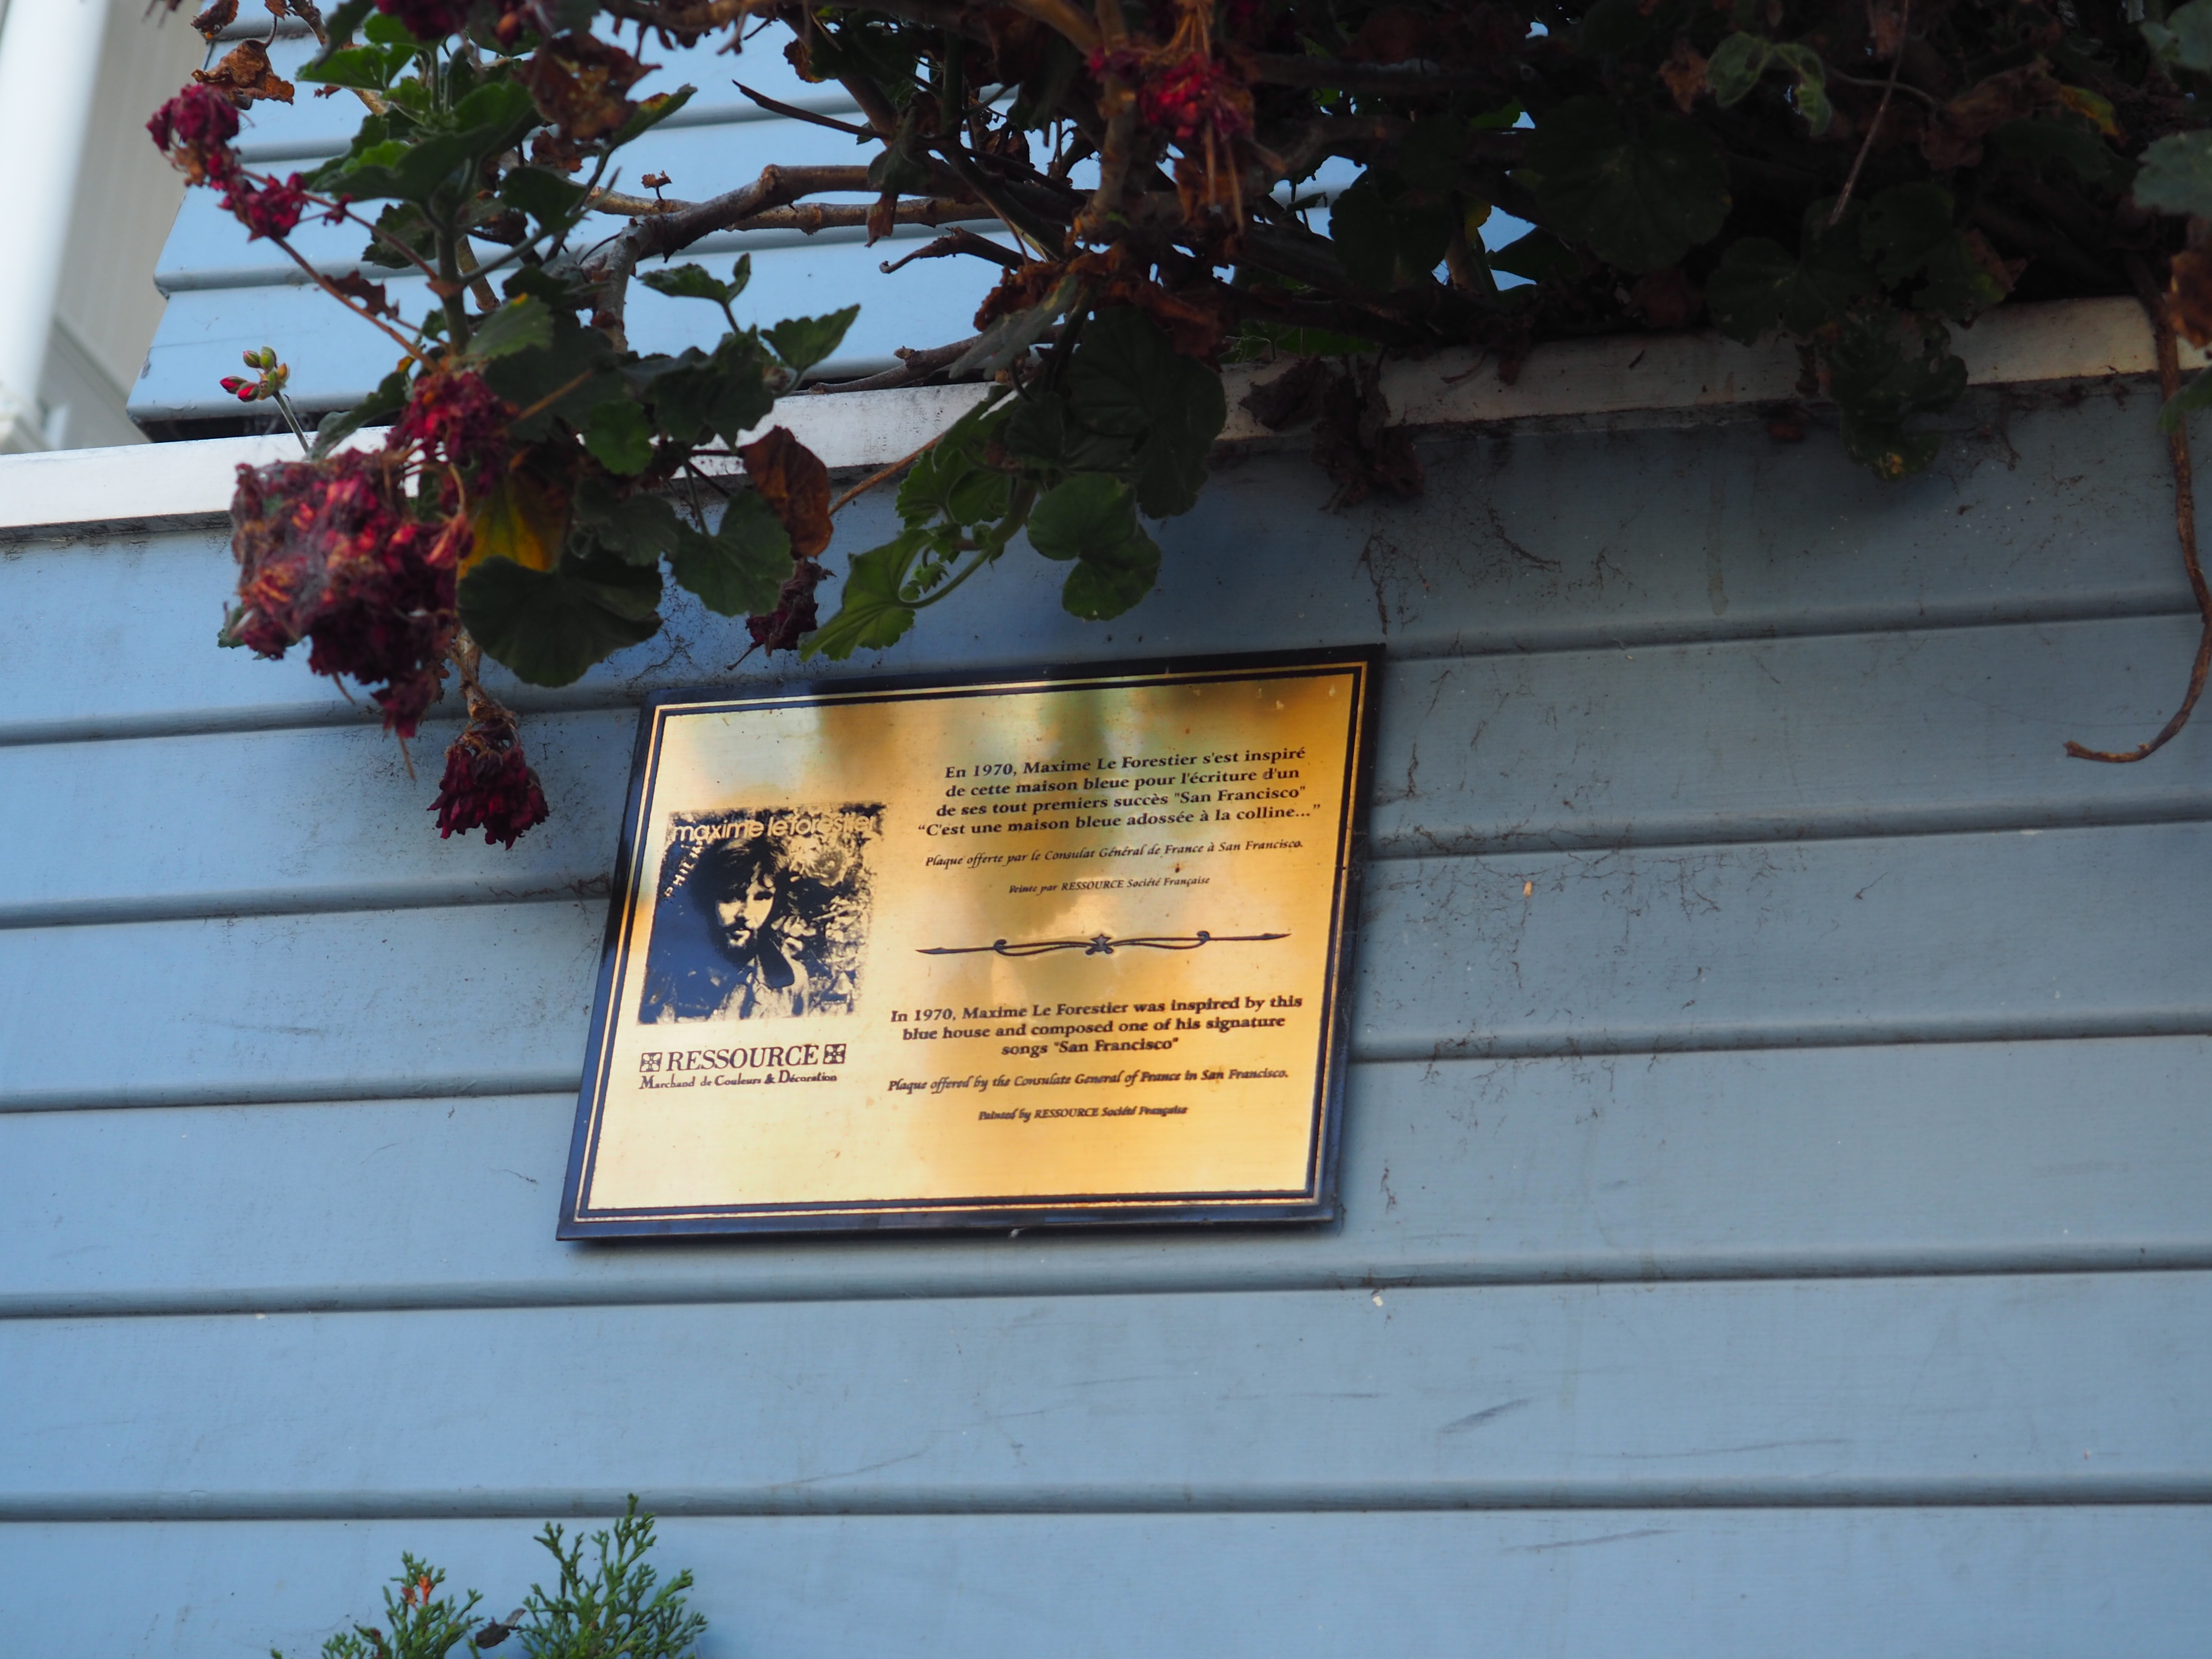 maxime le forestier
En 1970, Maxime Le Forestier s'est inspiré
de cette maison bleue pour l'écriture d'un
de ses tout premiers succès "San Francisco"
“C'est une maison bleue adossée à la colline...”
Plaque offerte par le Consulat Général de France à San Francisco.
Peinte par RESSOURCE Société Française
RESSOURCE
Marchand de Couleurs & Décoration
In 1970, Maxime Le Forestier was inspired by this
blue house and composed one of his signature
songs "San Francisco"
Plaque offered by the Consulate General of France in San Francisco.
Painted by RESSOURCE Société Française